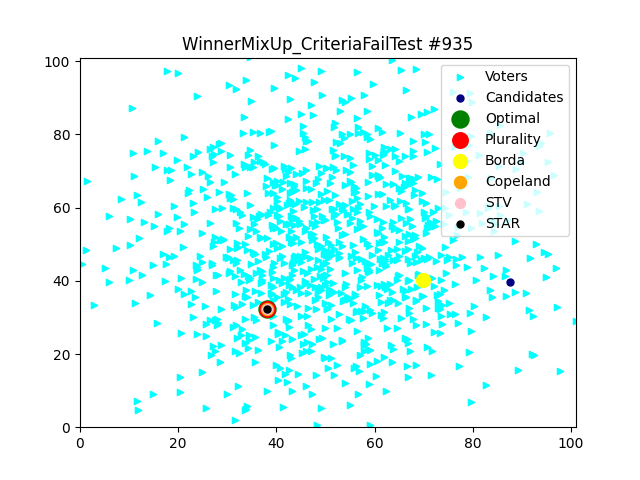 WinnerMixUp_CriteriaFailTest #935
100
80
60
40
20
0
0 20 40 60 80 100
Voters
Candidates
Optimal
Plurality
Borda
Copeland
STV
STAR